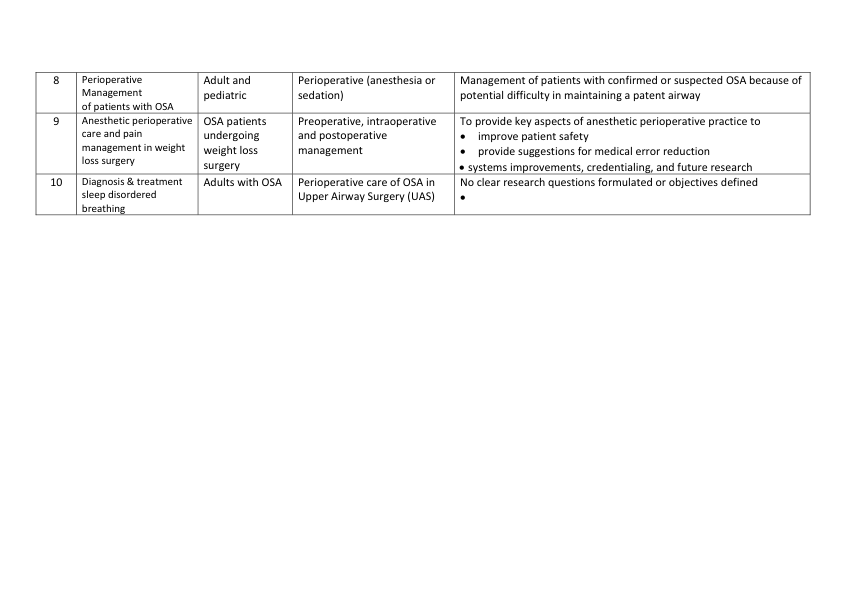 8
Perioperative
Management
of patients with OSA
Adult and
pediatric
Perioperative (anesthesia or
sedation)
Management of patients with confirmed or suspected OSA because of
potential difficulty in maintaining a patent airway
9
Anesthetic perioperative
care and pain
management in weight
loss surgery
OSA patients
undergoing
weight loss
surgery
Preoperative, intraoperative
and postoperative
management
To provide key aspects of anesthetic perioperative practice to
• improve patient safety
• provide suggestions for medical error reduction
• systems improvements, credentialing, and future research
10
Diagnosis & treatment
sleep disordered
breathing
Adults with OSA
Perioperative care of OSA in
Upper Airway Surgery (UAS)
No clear research questions formulated or objectives defined
•